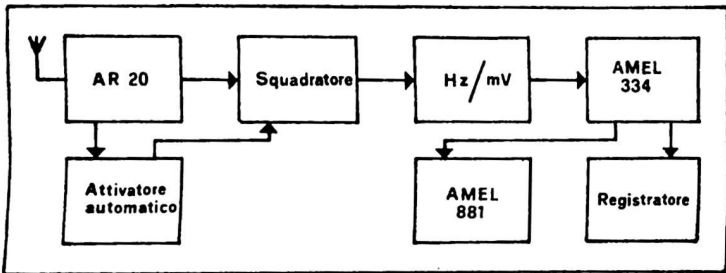 AR 20
Squadratore
Hz/mV
AMEL
334
Attivatore
automatico
AMEL
881
Registratore